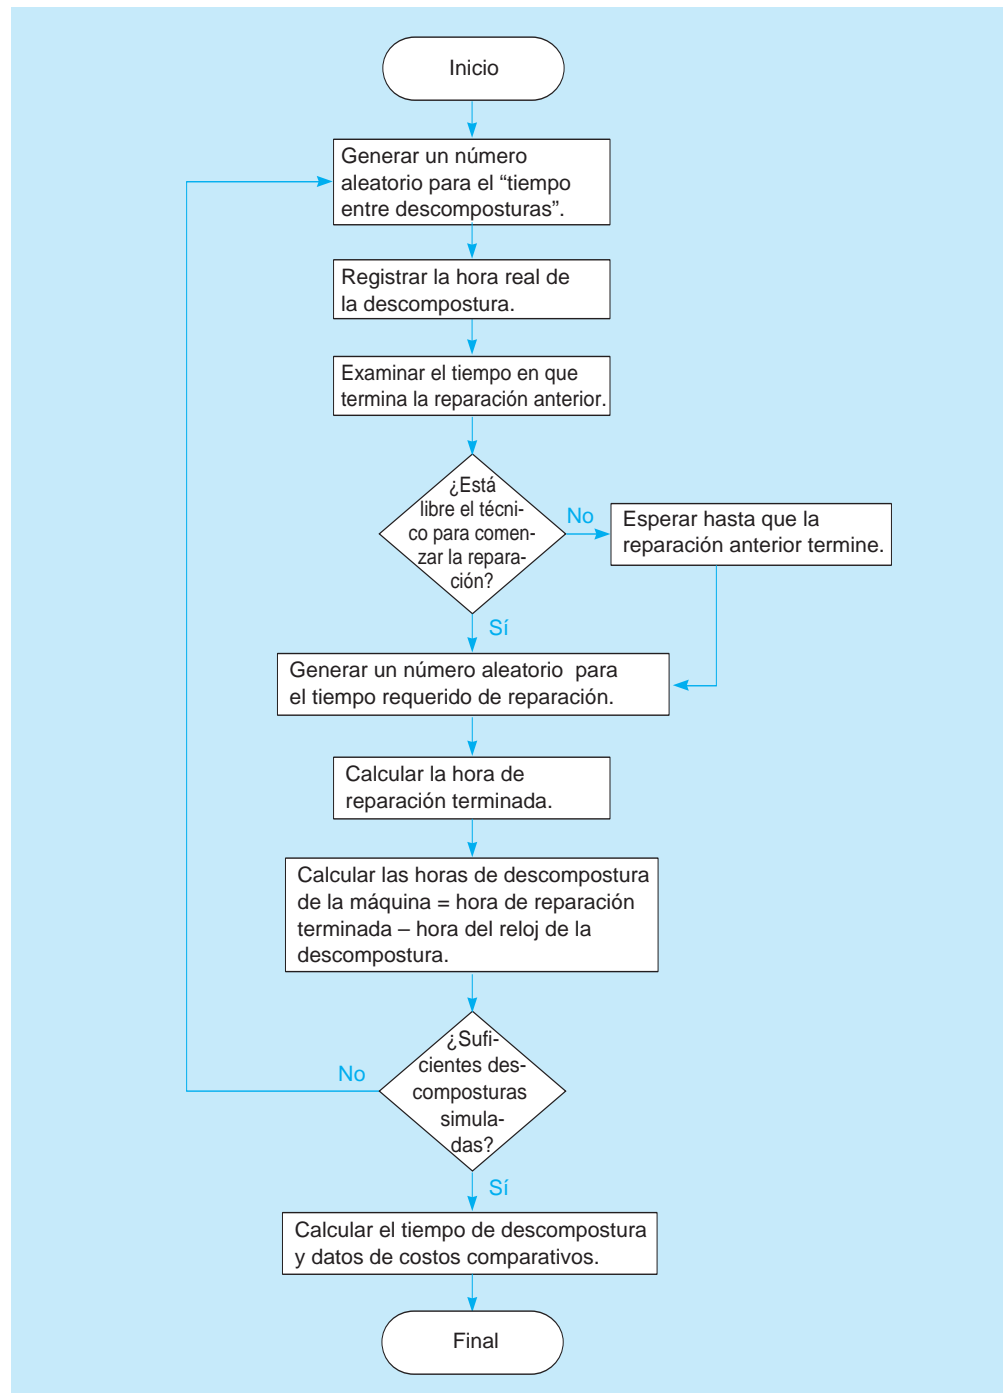 Inicio
Generar un número
aleatorio para el “tiempo
entre descomposturas”.
Registrar la hora real de
la descompostura.
Examinar el tiempo en que
termina la reparación anterior.
¿Está
libre el técni-
co para comen-
zar la repara-
ción?
No
Esperar hasta que la
reparación anterior termine.
Sí
Generar un número aleatorio para
el tiempo requerido de reparación.
Calcular la hora de
reparación terminada.
Calcular las horas de descompostura
de la máquina = hora de reparación
terminada – hora del reloj de la
descompostura.
¿Sufi-
cientes des-
composturas
simula-
das?
No
Sí
Calcular el tiempo de descompostura
y datos de costos comparativos.
Final